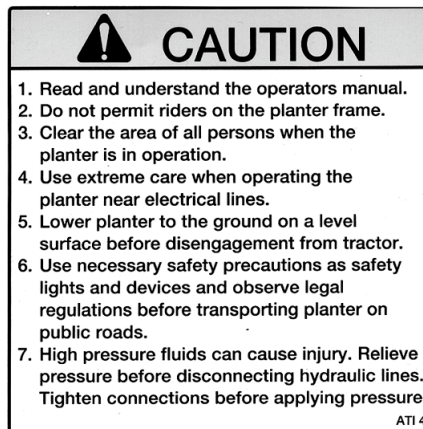 CAUTION
1. Read and understand the operators manual.
2. Do not permit riders on the planter frame.
3. Clear the area of all persons when the
planter is in operation.
4. Use extreme care when operating the
planter near electrical lines.
5. Lower planter to the ground on a level
surface before disengagement from tractor.
6. Use necessary safety precautions as safety
lights and devices and observe legal
regulations before transporting planter on
public roads.
7. High pressure fluids can cause injury. Relieve
pressure before disconnecting hydraulic lines.
Tighten connections before applying pressure
ATI 4